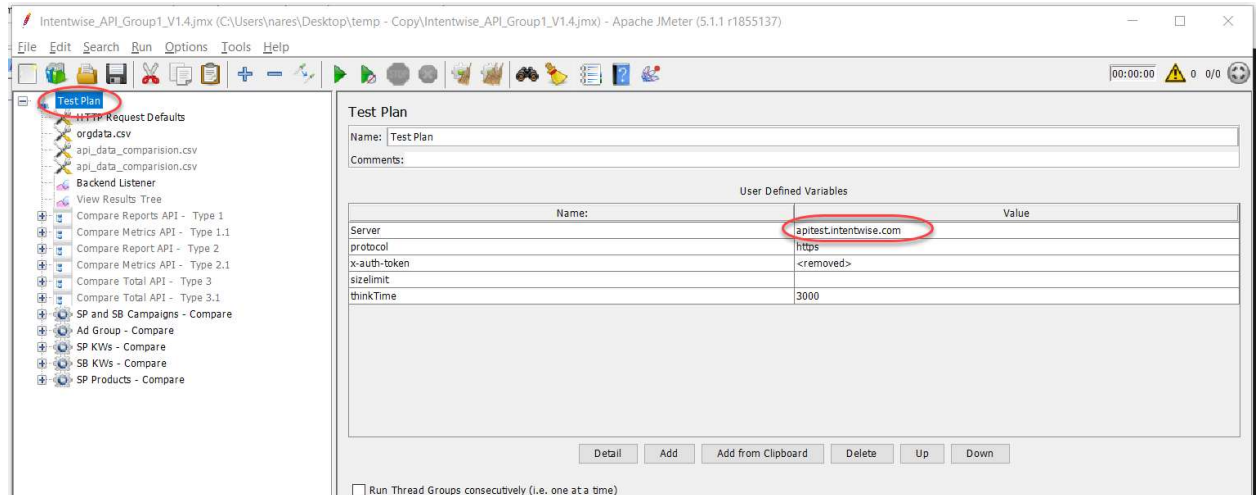 Intentwise_API_Group1_V1.4.jmx (C:\Users\nares\Desktop\temp - Copy\Intentwise_API_Group1_V1.4.jmx) - Apache JMeter (5.1.1 r1855137)
File Edit Search Run Options Tools Help
00:00:00 0 0/0
Test Plan
HTTP Request Defaults
orgdata.csv
api_data_comparision.csv
api_data_comparision.csv
Backend Listener
View Results Tree
Compare Reports API - Type 1
Compare Metrics API - Type 1.1
Compare Report API - Type 2
Compare Metrics API - Type 2.1
Compare Total API - Type 3
Compare Total API - Type 3.1
SP and SB Campaigns - Compare
Ad Group - Compare
SP KWs - Compare
SB KWs - Compare
SP Products - Compare
Test Plan
Name: Test Plan
Comments:
User Defined Variables
Name: Value
Server apitest.intentwise.com
protocol https
x-auth-token <removed>
sizelimit
thinkTime 3000
Detail Add Add from Clipboard Delete Up Down
Run Thread Groups consecutively (i.e. one at a time)